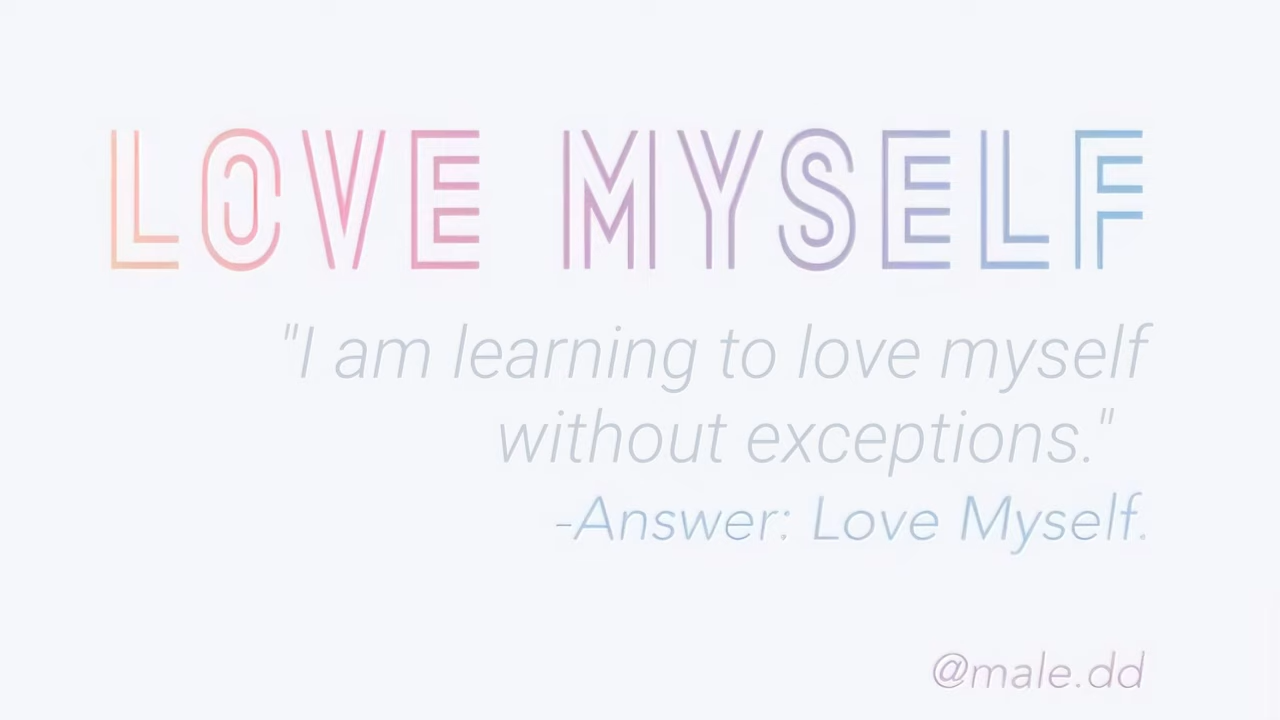 LOVE MYSELF
"I am learning to love myself
without exceptions."
-Answer: Love Myself.
@male.dd